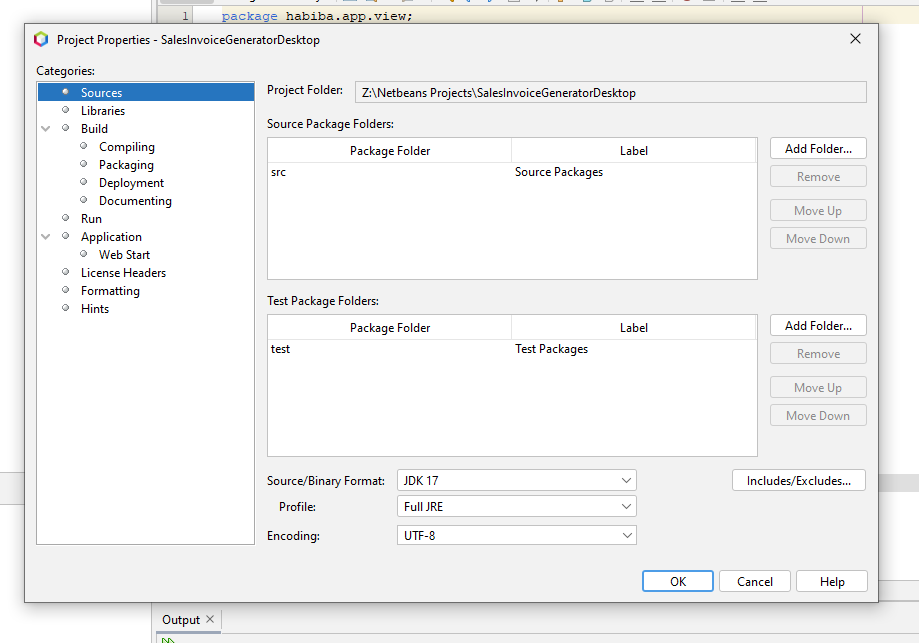 1 package habiba.app.view;
Project Properties - SalesInvoiceGeneratorDesktop
Categories:
Sources
Libraries
Build
Compiling
Packaging
Deployment
Documenting
Run
Application
Web Start
License Headers
Formatting
Hints
Project Folder: Z:\Netbeans Projects\SalesInvoiceGeneratorDesktop
Source Package Folders:
Package Folder Label
src Source Packages
Add Folder...
Remove
Move Up
Move Down
Test Package Folders:
Package Folder Label
test Test Packages
Add Folder...
Remove
Move Up
Move Down
Source/Binary Format: JDK 17 Includes/Excludes...
Profile: Full JRE
Encoding: UTF-8
OK Cancel Help
Output